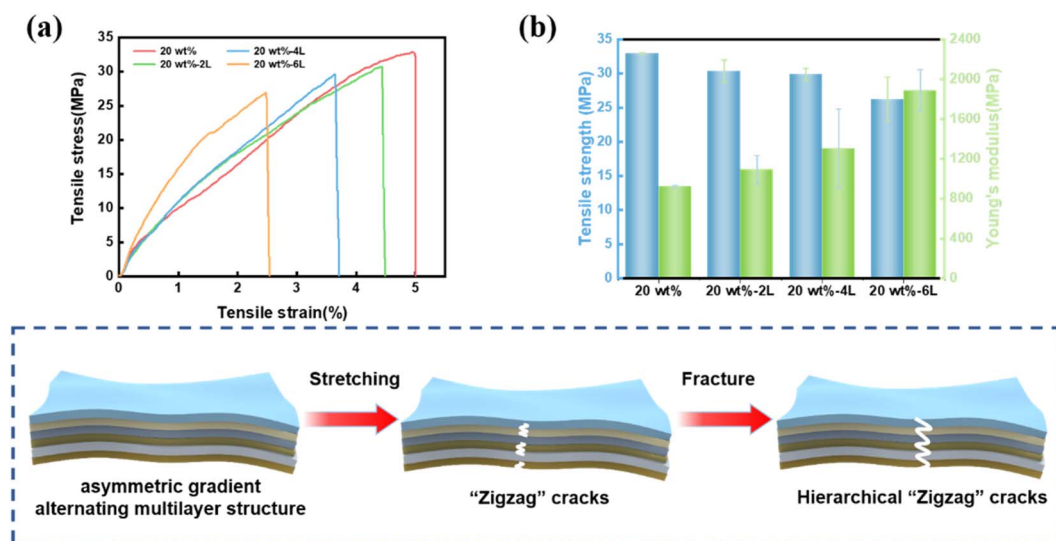 (a)
Tensile stress(MPa)
35
30
25
20
15
10
5
0
20 wt% 20 wt%-4L
20 wt%-2L 20 wt%-6L
0 1 2 3 4 5
Tensile strain(%)
(b)
Tensile strength (MPa)
35
30
25
20
15
10
5
0
2400
2000
1600
1200
800
400
0
Young's modulus(MPa)
20 wt% 20 wt%-2L 20 wt%-4L 20 wt%-6L
Stretching
Fracture
asymmetric gradient
alternating multilayer structure
“Zigzag” cracks
Hierarchical “Zigzag” cracks